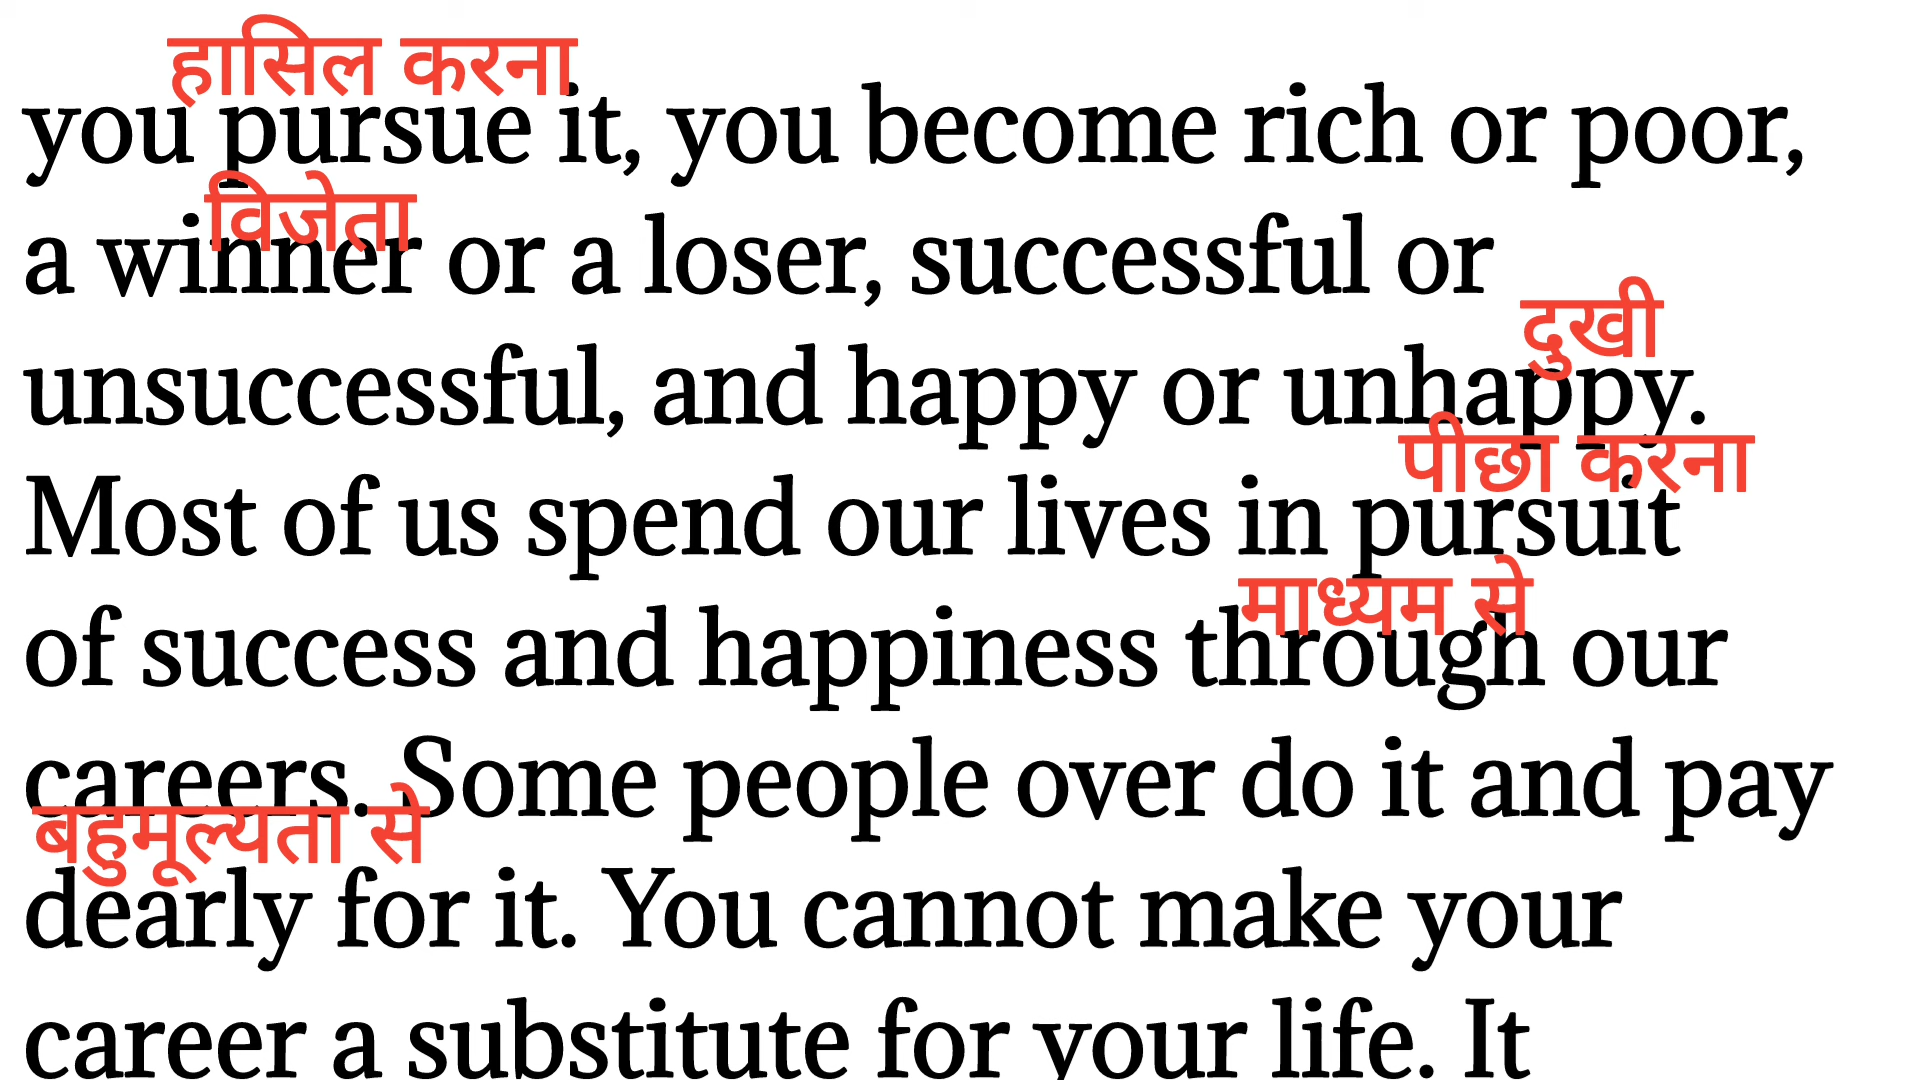 हासिल करना
you pursue it, you become rich or poor,
विजेता
a winner or a loser, successful or
दुखी
unsuccessful, and happy or unhappy.
पीछा करना
Most of us spend our lives in pursuit
माध्यम से
of success and happiness through our
careers. Some people over do it and pay
बहुमूल्यता से
dearly for it. You cannot make your
career a substitute for your life. It